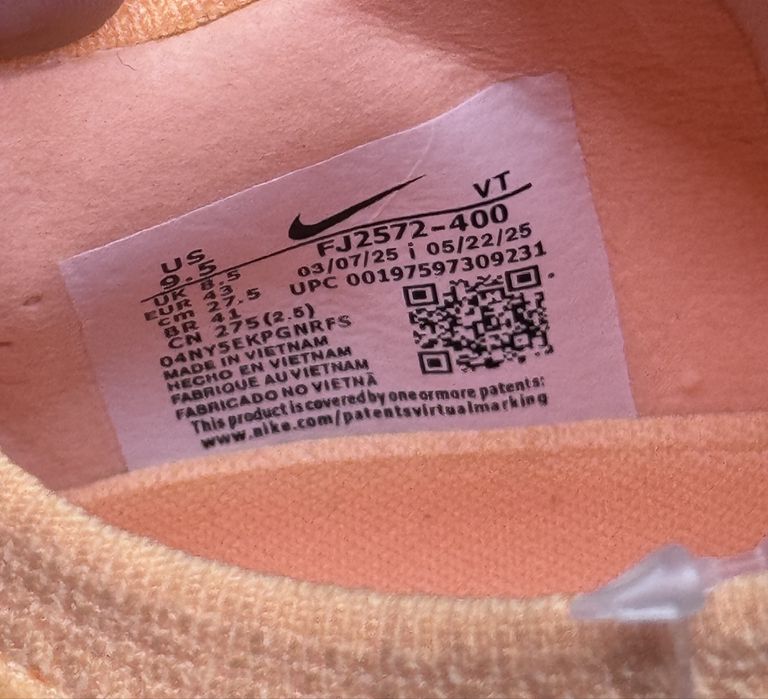 VT
FJ2572-400
03/07/25 i 05/22/25
UPC 00197597309231
US
9.5
UK 8.5
EUR 43
cm 27.5
BR 41
CN 275(2.5)
04NY5EKPGNRFS
MADE IN VIETNAM
HECHO EN VIETNAM
FABRIQUE AU VIETNAM
FABRICADO NO VIETNÀ
This product is covered by one or more patents:
www.nike.com/patentsvirtualmarking